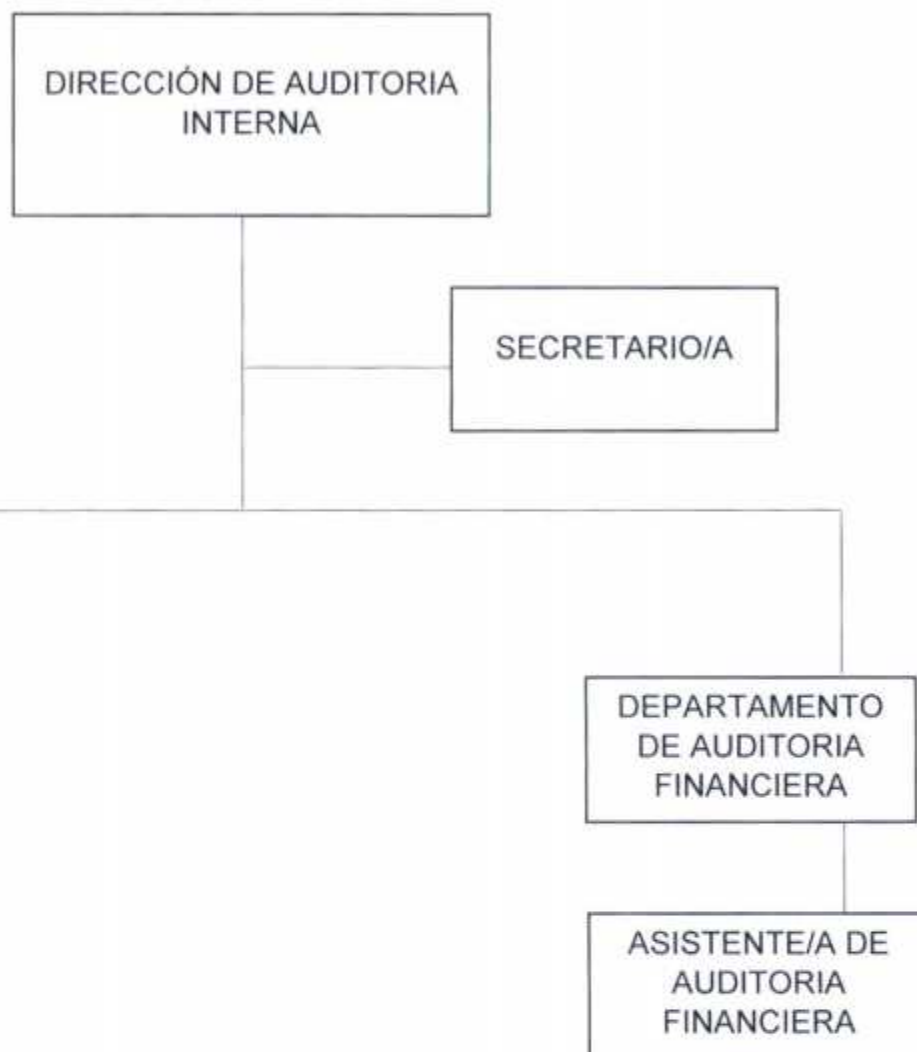 DIRECCIÓN DE AUDITORIA
INTERNA
SECRETARIO/A
DEPARTAMENTO
DE AUDITORIA
FINANCIERA
ASISTENTE/A DE
AUDITORIA
FINANCIERA